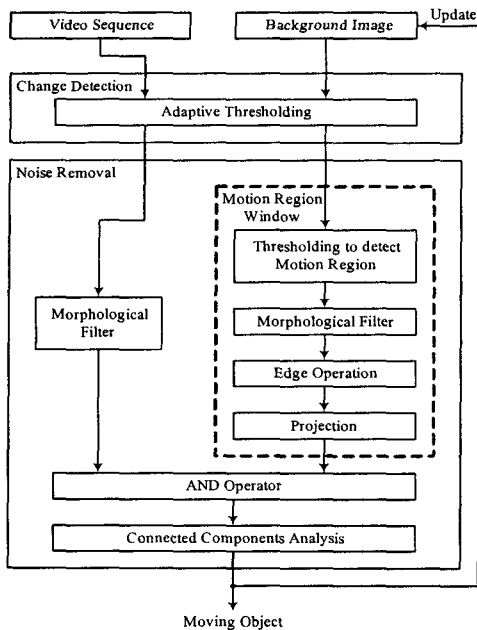 Video Sequence
Background Image
Update
Change Detection
Adaptive Thresholding
Noise Removal
Motion Region
Window
Thresholding to detect
Motion Region
Morphological
Filter
Morphological Filter
Edge Operation
Projection
AND Operator
Connected Components Analysis
Moving Object